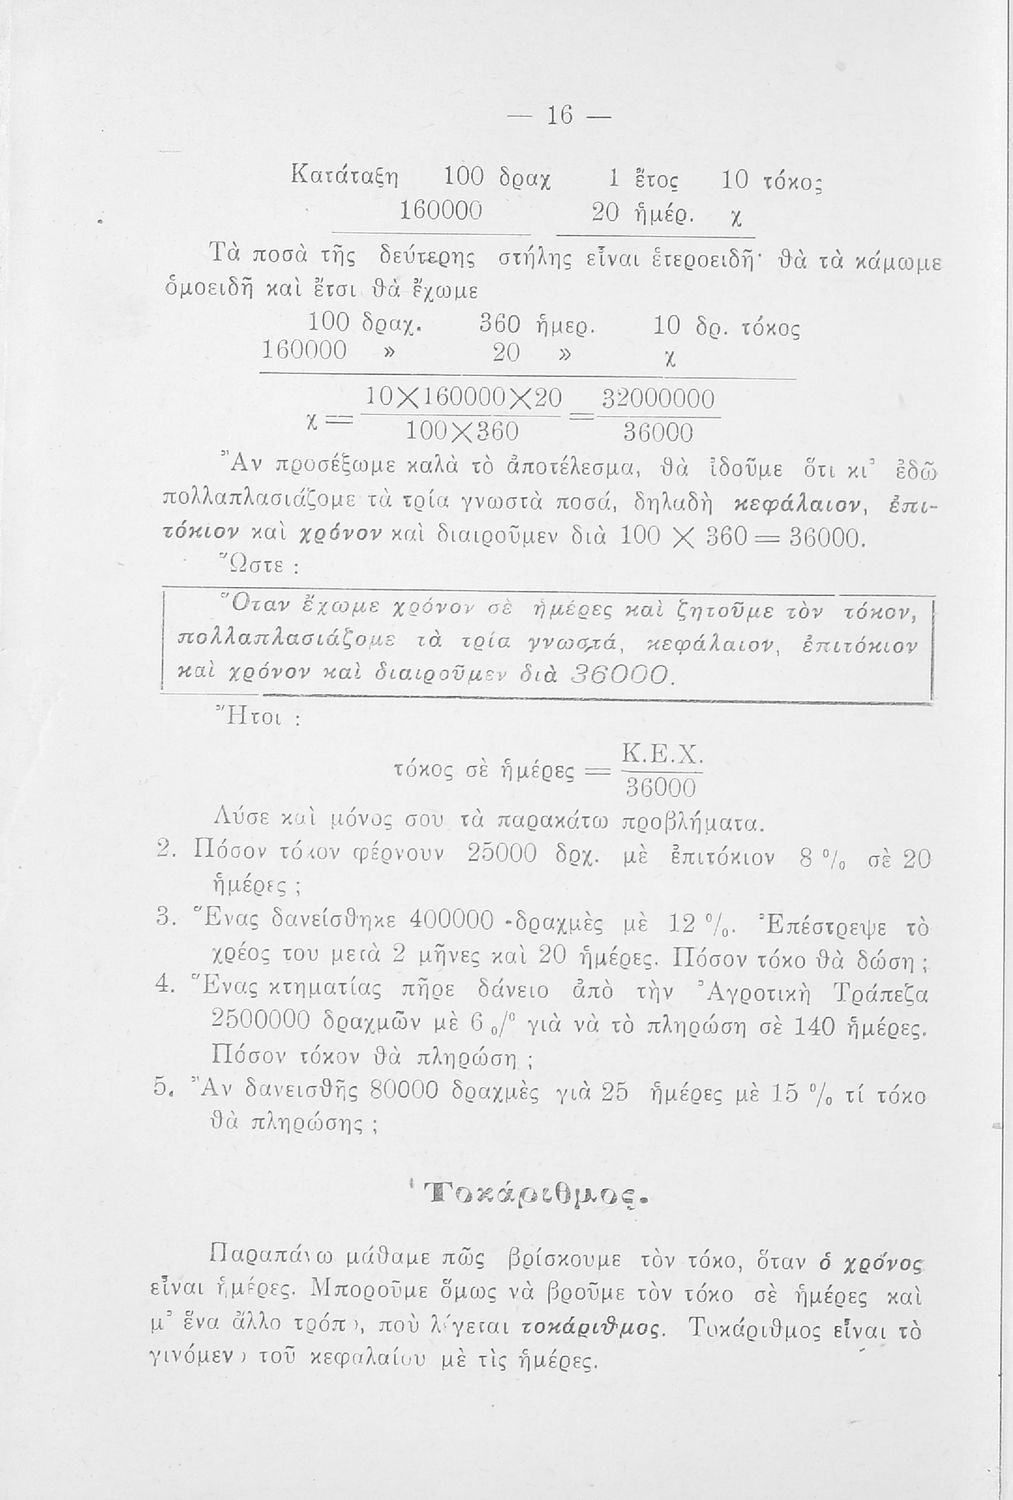 — 16 —
Κατάταξη 100 δραχ 1 ἔτος 10 τόκος
160000 20 ἡμέρ. χ
Τὰ ποσὰ τῆς δεύτερης στήλης εἶναι ἑτεροειδῆ· θὰ τὰ κάμωμε
ὁμοειδῆ καὶ ἔτσι θὰ ἔχωμε
100 δραχ. 360 ἡμερ. 10 δρ. τόκος
160000 » 20 » χ
χ = 10Χ160000Χ20 / 100Χ360 = 32000000 / 36000
Ἂν προσέξωμε καλὰ τὸ ἀποτέλεσμα, θὰ ἰδοῦμε ὅτι κι᾽ ἐδῶ
πολλαπλασιάζομε τὰ τρία γνωστὰ ποσά, δηλαδὴ κεφάλαιον, ἐπι-
τόκιον καὶ χρόνον καὶ διαιροῦμεν διὰ 100 Χ 360 = 36000.
Ὥστε :
Ὅταν ἔχωμε χρόνον σὲ ἡμέρες καὶ ζητοῦμε τὸν τόκον,
πολλαπλασιάζομε τὰ τρία γνωστά, κεφάλαιον, ἐπιτόκιον
καὶ χρόνον καὶ διαιροῦμεν διὰ 36000.
Ἤτοι :
τόκος σὲ ἡμέρες = Κ.Ε.Χ. / 36000
Λύσε καὶ μόνος σου τὰ παρακάτω προβλήματα.
2. Πόσον τόκον φέρνουν 25000 δρχ. μὲ ἐπιτόκιον 8 % σὲ 20
ἡμέρες ;
3. Ἕνας δανείσθηκε 400000 δραχμὲς μὲ 12 %. Ἐπέστρεψε τὸ
χρέος του μετὰ 2 μῆνες καὶ 20 ἡμέρες. Πόσον τόκο θὰ δώση ;
4. Ἕνας κτηματίας πῆρε δάνειο ἀπὸ τὴν Ἀγροτικὴ Τράπεζα
2500000 δραχμῶν μὲ 6 % γιὰ νὰ τὸ πληρώση σὲ 140 ἡμέρες.
Πόσον τόκον θὰ πληρώση ;
5. Ἂν δανεισθῆς 80000 δραχμὲς γιὰ 25 ἡμέρες μὲ 15 % τί τόκο
θὰ πληρώσης ;
Τοκάριθμος.
Παραπάνω μάθαμε πῶς βρίσκουμε τὸν τόκο, ὅταν ὁ χρόνος
εἶναι ἡμέρες. Μποροῦμε ὅμως νὰ βροῦμε τὸν τόκο σὲ ἡμέρες καὶ
μ᾽ ἕνα ἄλλο τρόπο, ποὺ λέγεται τοκάριθμος. Τοκάριθμος εἶναι τὸ
γινόμενο τοῦ κεφαλαίου μὲ τὶς ἡμέρες.